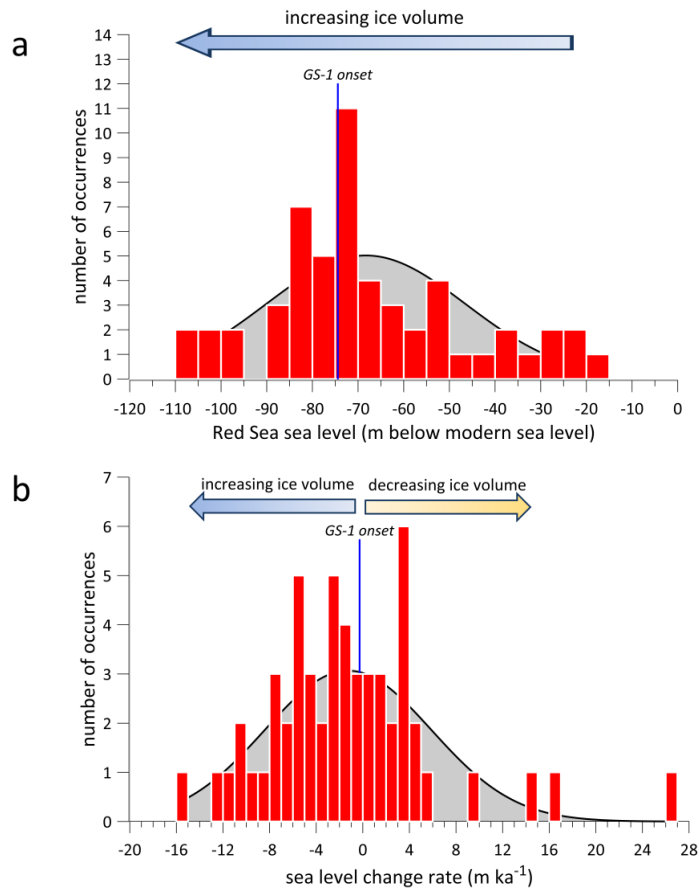 a
increasing ice volume
GS-1 onset
number of occurrences
14
13
12
11
10
9
8
7
6
5
4
3
2
1
0
-120 -110 -100 -90 -80 -70 -60 -50 -40 -30 -20 -10 0
Red Sea sea level (m below modern sea level)
b
increasing ice volume decreasing ice volume
GS-1 onset
number of occurrences
7
6
5
4
3
2
1
0
-20 -16 -12 -8 -4 0 4 8 12 16 20 24 28
sea level change rate (m ka-1)